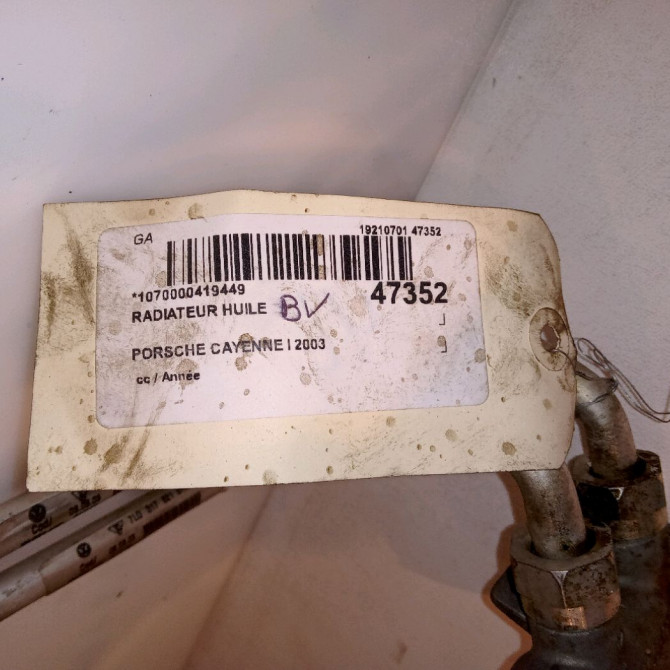 GA
19210701 47352
*1070000419449
47352
RADIATEUR HUILE BV
PORSCHE CAYENNE I 2003
cc / Année